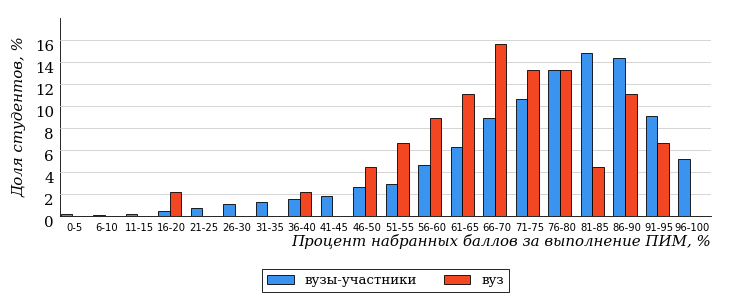 Доля студентов, %
16
14
12
10
8
6
4
2
0
0-5 6-10 11-15 16-20 21-25 26-30 31-35 36-40 41-45 46-50 51-55 56-60 61-65 66-70 71-75 76-80 81-85 86-90 91-95 96-100
Процент набранных баллов за выполнение ПИМ, %
вузы-участники вуз